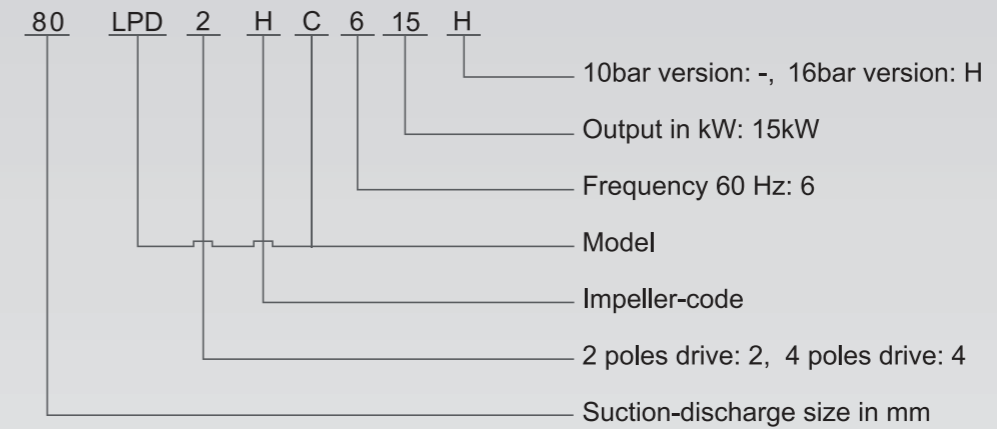 80 LPD 2 H C 6 15 H
10bar version: -, 16bar version: H
Output in kW: 15kW
Frequency 60 Hz: 6
Model
Impeller-code
2 poles drive: 2, 4 poles drive: 4
Suction-discharge size in mm